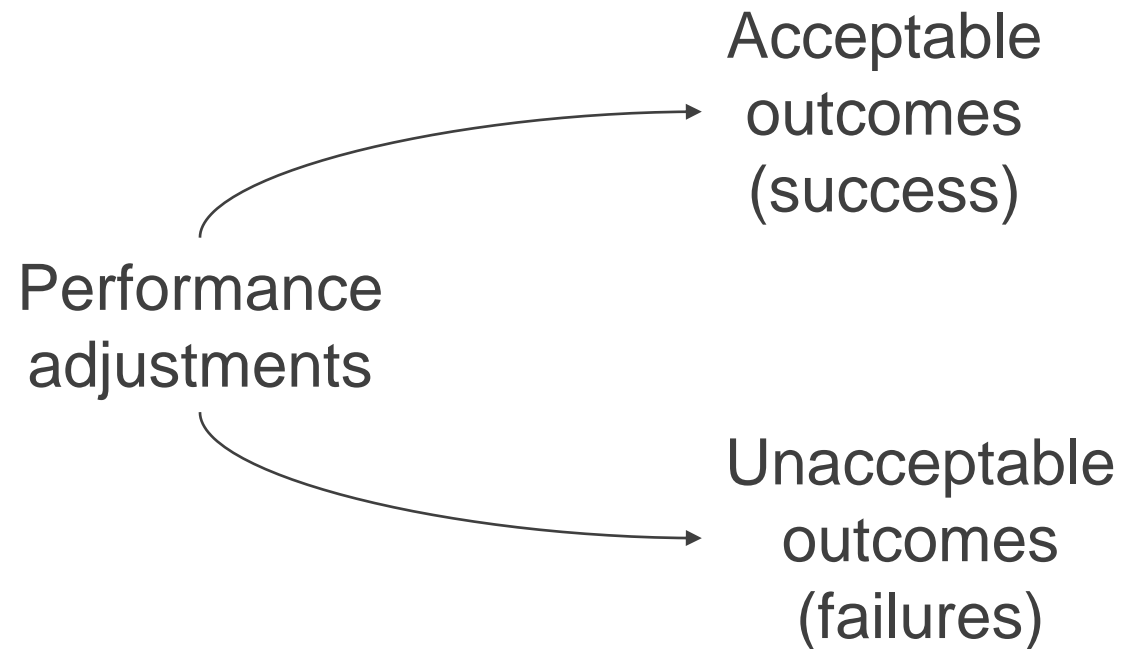 Acceptable
outcomes
(success)
Performance
adjustments
Unacceptable
outcomes
(failures)